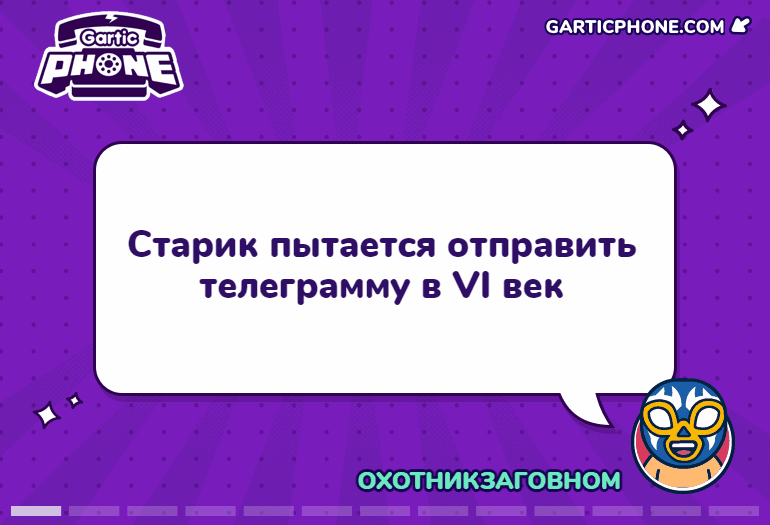 Gartic
PHONE
GARTICPHONE.COM
Старик пытается отправить
телеграмму в VI век
ОХОТНИКЗАГОВНОМ